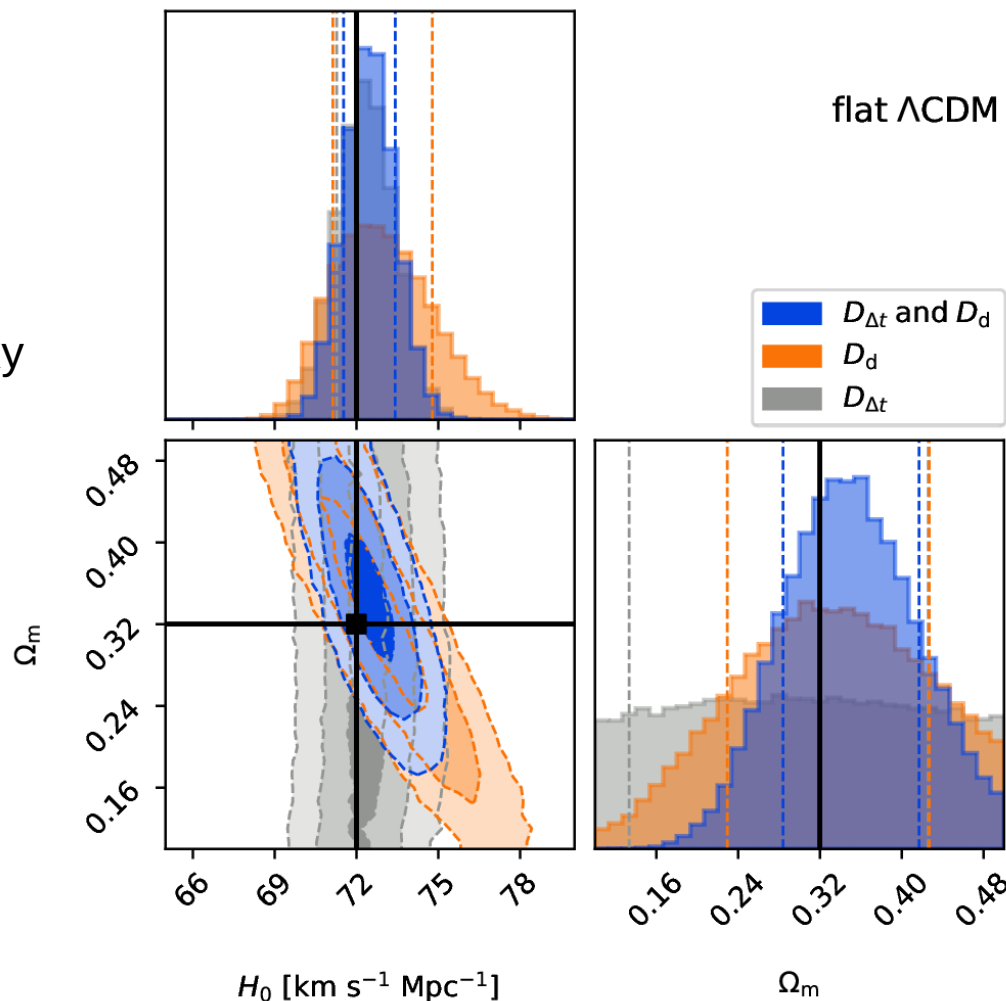 flat ΛCDM
D_Δt and D_d
D_d
D_Δt
y
0.48
0.40
0.32
0.24
0.16
Ω_m
66
69
72
75
78
H_0 [km s^−1 Mpc^−1]
0.16
0.24
0.32
0.40
0.48
Ω_m